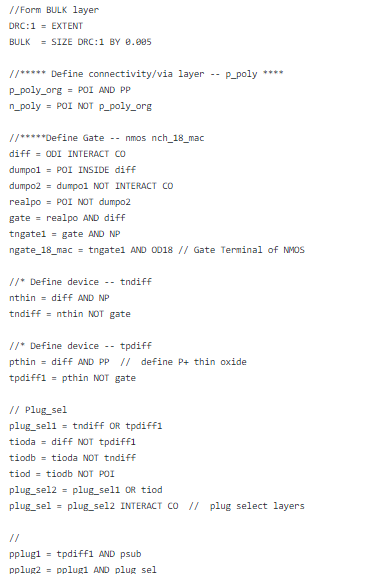 //Form BULK layer
DRC:1 = EXTENT
BULK  = SIZE DRC:1 BY 0.005

//***** Define connectivity/via layer -- p_poly ****
p_poly_org = POI AND PP
n_poly = POI NOT p_poly_org

//*****Define Gate -- nmos nch_18_mac
diff = ODI INTERACT CO
dumpo1 = POI INSIDE diff
dumpo2 = dumpo1 NOT INTERACT CO
realpo = POI NOT dumpo2
gate = realpo AND diff
tngate1 = gate AND NP
ngate_18_mac = tngate1 AND OD18 // Gate Terminal of NMOS

//* Define device -- tndiff
nthin = diff AND NP
tndiff = nthin NOT gate

//* Define device -- tpdiff
pthin = diff AND PP  //  define P+ thin oxide
tpdiff1 = pthin NOT gate

// Plug_sel
plug_sel1 = tndiff OR tpdiff1
tioda = diff NOT tpdiff1
tiodb = tioda NOT tndiff
tiod = tiodb NOT POI
plug_sel2 = plug_sel1 OR tiod
plug_sel = plug_sel2 INTERACT CO  //  plug select layers

//
pplug1 = tpdiff1 AND psub
pplug2 = pplug1 AND plug_sel